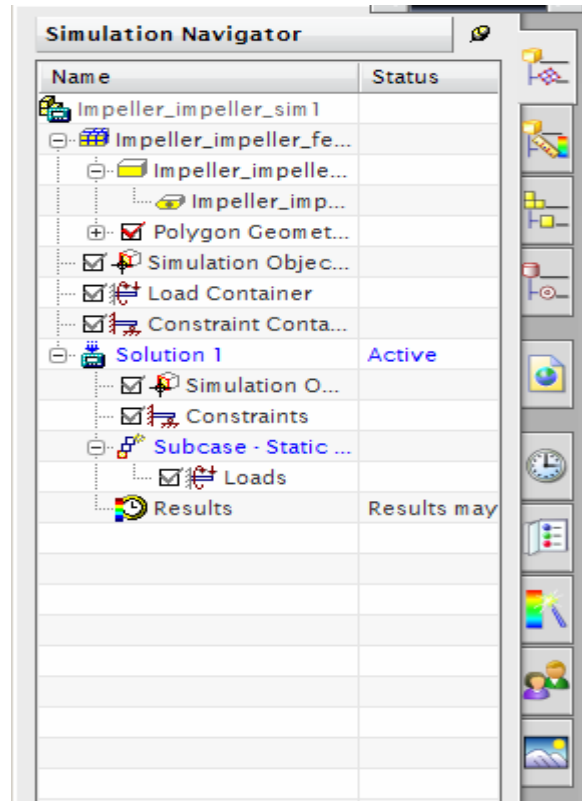 Simulation Navigator
Name Status
Impeller_impeller_sim1
Impeller_impeller_fe...
Impeller_impelle...
Impeller_imp...
Polygon Geomet...
Simulation Objec...
Load Container
Constraint Conta...
Solution 1 Active
Simulation O...
Constraints
Subcase - Static ...
Loads
Results Results may